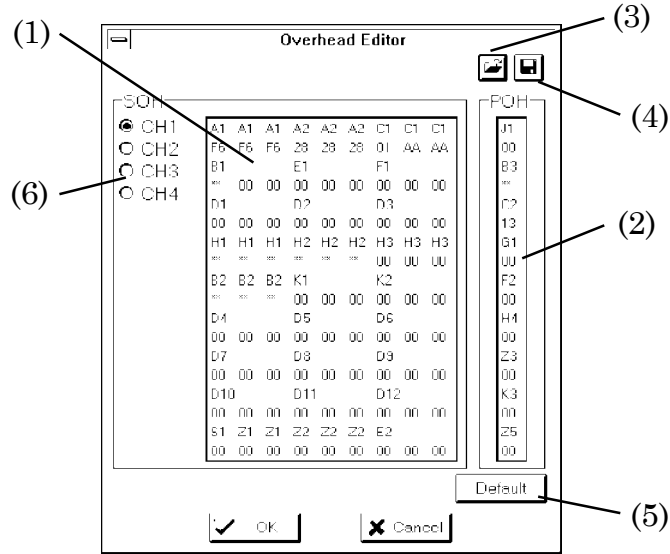 (1)
(3)
Overhead Editor
(4)
SOH
POH
CH1
CH2
CH3
CH4
(6)
A1 A1 A1 A2 A2 A2 C1 C1 C1
F6 F6 F6 28 28 28 01 AA AA
B1 E1 F1
** 00 00 00 00 00 00 00 00
D1 D2 D3
00 00 00 00 00 00 00 00 00
H1 H1 H1 H2 H2 H2 H3 H3 H3
** ** ** ** ** ** 00 00 00
B2 B2 B2 K1 K2
** ** ** 00 00 00 00 00 00
D4 D5 D6
00 00 00 00 00 00 00 00 00
D7 D8 D9
00 00 00 00 00 00 00 00 00
D10 D11 D12
00 00 00 00 00 00 00 00 00
S1 Z1 Z1 Z2 Z2 Z2 E2
00 00 00 00 00 00 00 00 00
J1
00
B3
**
C2
13
G1
00
F2
00
H4
00
Z3
00
K3
00
Z5
00
(2)
Default
(5)
OK
Cancel